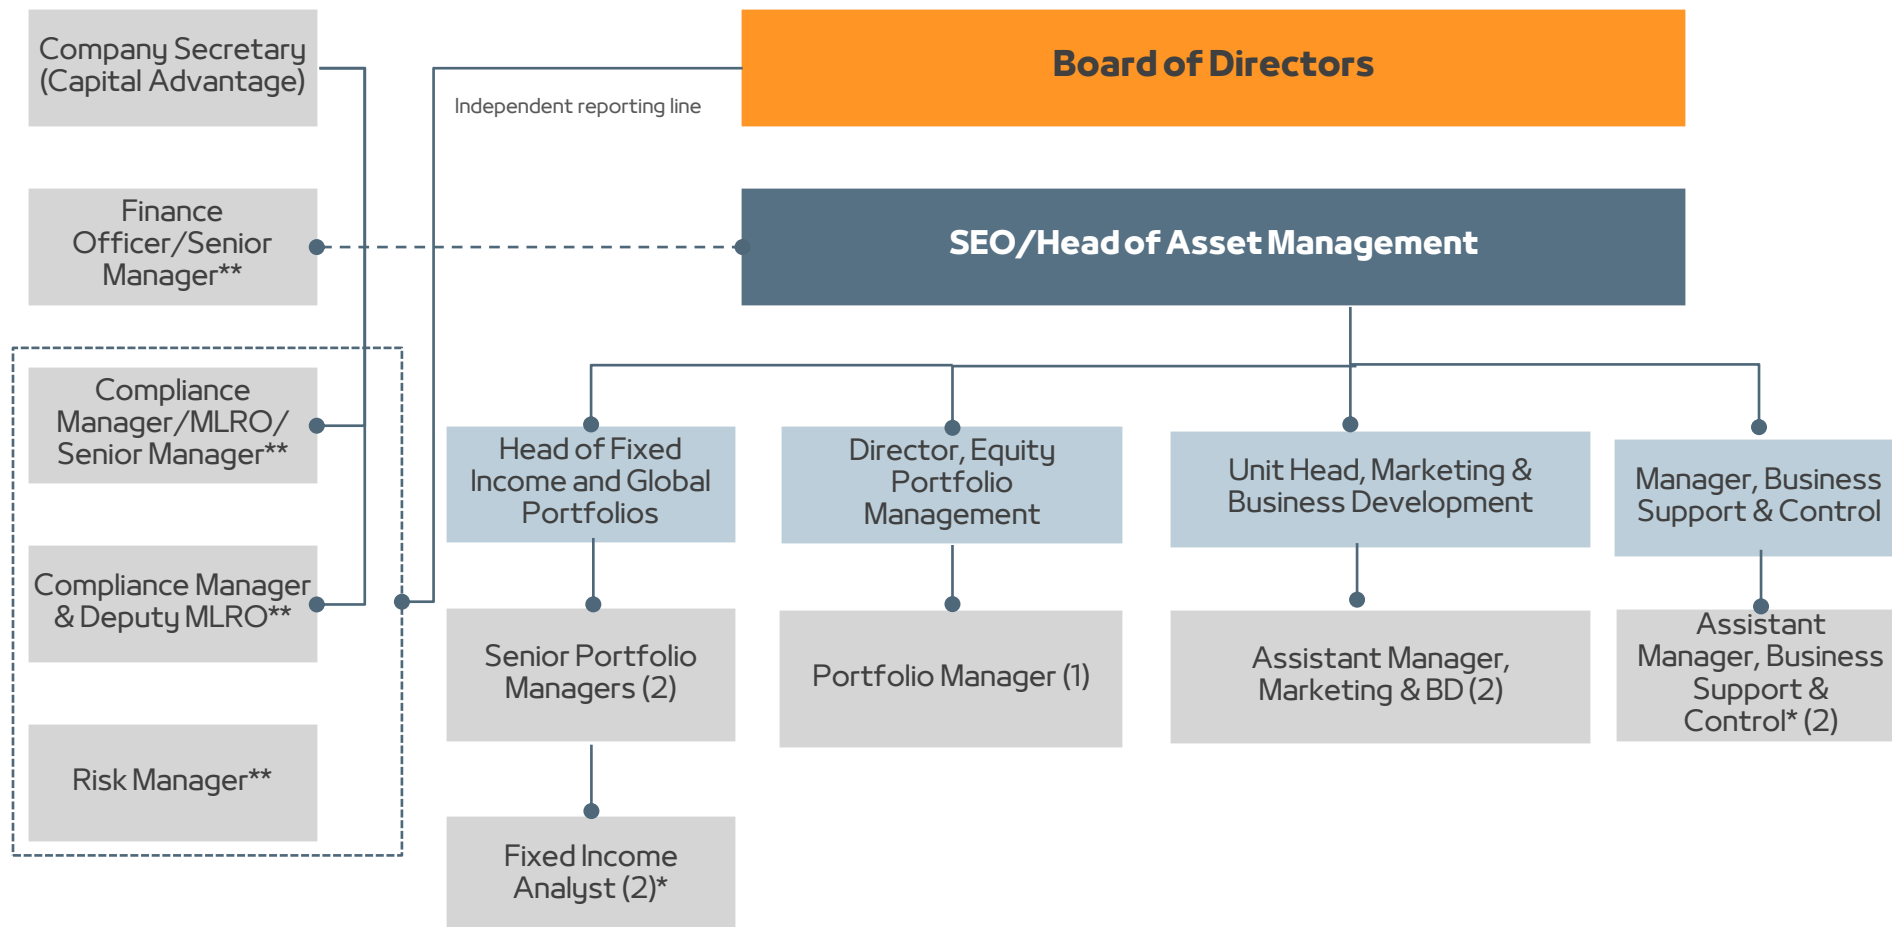 Company Secretary
(Capital Advantage)
Board of Directors
Independent reporting line
Finance
Officer/Senior
Manager**
SEO/Head of Asset Management
Compliance
Manager/MLRO/
Senior Manager**
Compliance Manager
& Deputy MLRO**
Risk Manager**
Head of Fixed
Income and Global
Portfolios
Director, Equity
Portfolio
Management
Unit Head, Marketing &
Business Development
Manager, Business
Support & Control
Senior Portfolio
Managers (2)
Portfolio Manager (1)
Assistant Manager,
Marketing & BD (2)
Assistant
Manager, Business
Support &
Control* (2)
Fixed Income
Analyst (2)*